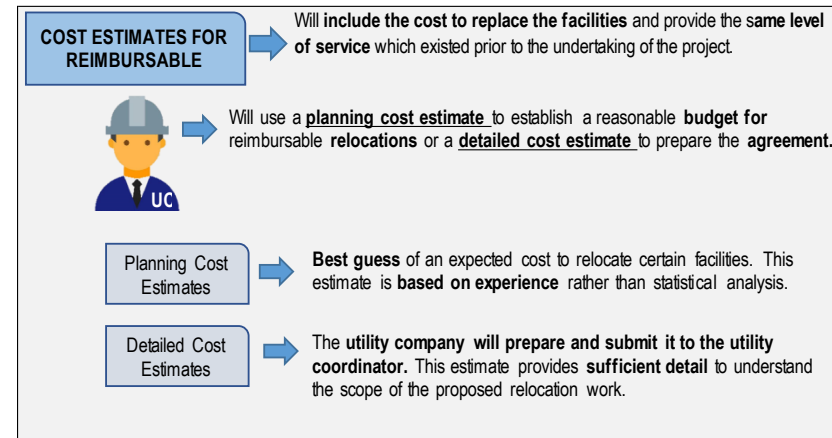 COST ESTIMATES FOR
REIMBURSABLE
Will include the cost to replace the facilities and provide the same level
of service which existed prior to the undertaking of the project.
Will use a planning cost estimate to establish a reasonable budget for
reimbursable relocations or a detailed cost estimate to prepare the agreement.
UC
Planning Cost
Estimates
Best guess of an expected cost to relocate certain facilities. This
estimate is based on experience rather than statistical analysis.
Detailed Cost
Estimates
The utility company will prepare and submit it to the utility
coordinator. This estimate provides sufficient detail to understand
the scope of the proposed relocation work.